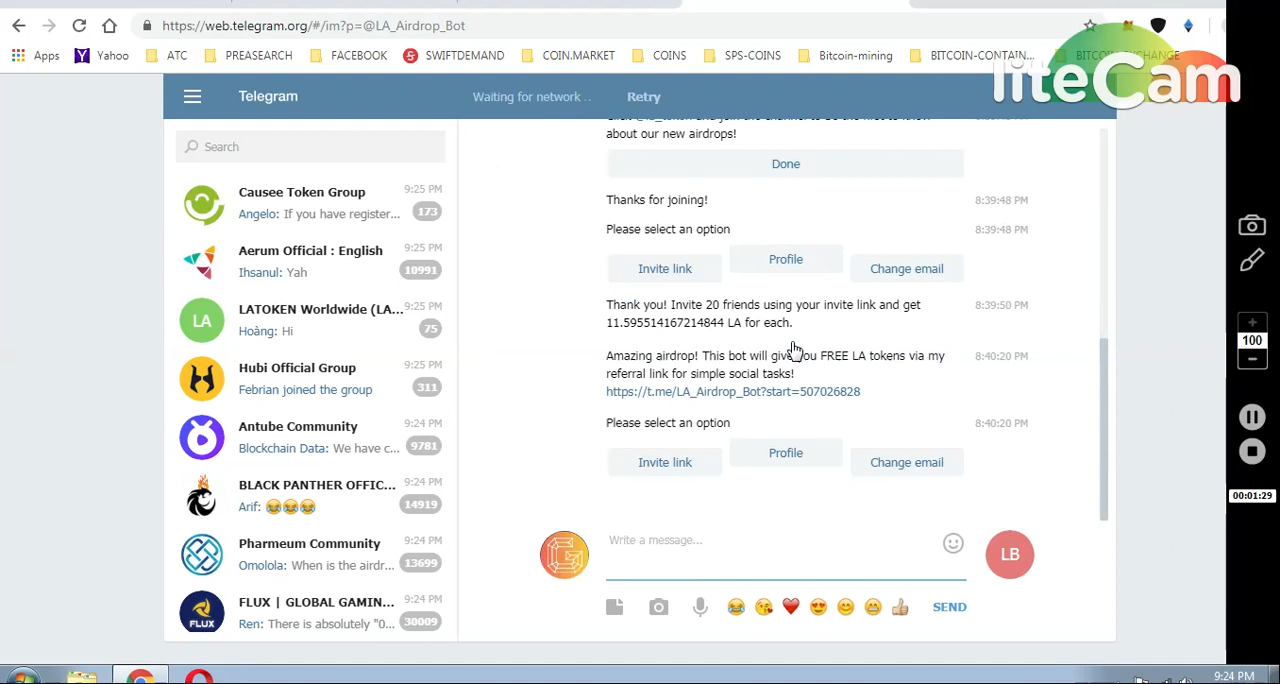 https://web.telegram.org/#/im?p=@LA_Airdrop_Bot
Apps Yahoo ATC PREASEARCH FACEBOOK SWIFTDEMAND COIN.MARKET COINS SPS-COINS Bitcoin-mining BITCOIN-CONTAIN... BITCOIN-EXCHANGE
liteCam
Telegram
Waiting for network ..
Retry
Search
Causee Token Group 9:25 PM
Angelo: If you have register... 173
Aerum Official : English 9:25 PM
Ihsanul: Yah 10991
LA
LATOKEN Worldwide (LA... 9:25 PM
Hoàng: Hi 75
Hubi Official Group 9:25 PM
Febrian joined the group 311
Antube Community 9:24 PM
Blockchain Data: We have c... 9781
BLACK PANTHER OFFIC... 9:24 PM
Arif: 😂😂😂 14919
Pharmeum Community 9:24 PM
Omolola: When is the airdr... 13699
FLUX
FLUX | GLOBAL GAMIN... 9:24 PM
Ren: There is absolutely "0... 30009
about our new airdrops!
Done
Thanks for joining! 8:39:48 PM
Please select an option 8:39:48 PM
Invite link Profile Change email
Thank you! Invite 20 friends using your invite link and get 8:39:50 PM
11.595514167214844 LA for each.
Amazing airdrop! This bot will give you FREE LA tokens via my 8:40:20 PM
referral link for simple social tasks!
https://t.me/LA_Airdrop_Bot?start=507026828
Please select an option 8:40:20 PM
Invite link Profile Change email
Write a message...
LB
SEND
100
00:01:29
9:24 PM